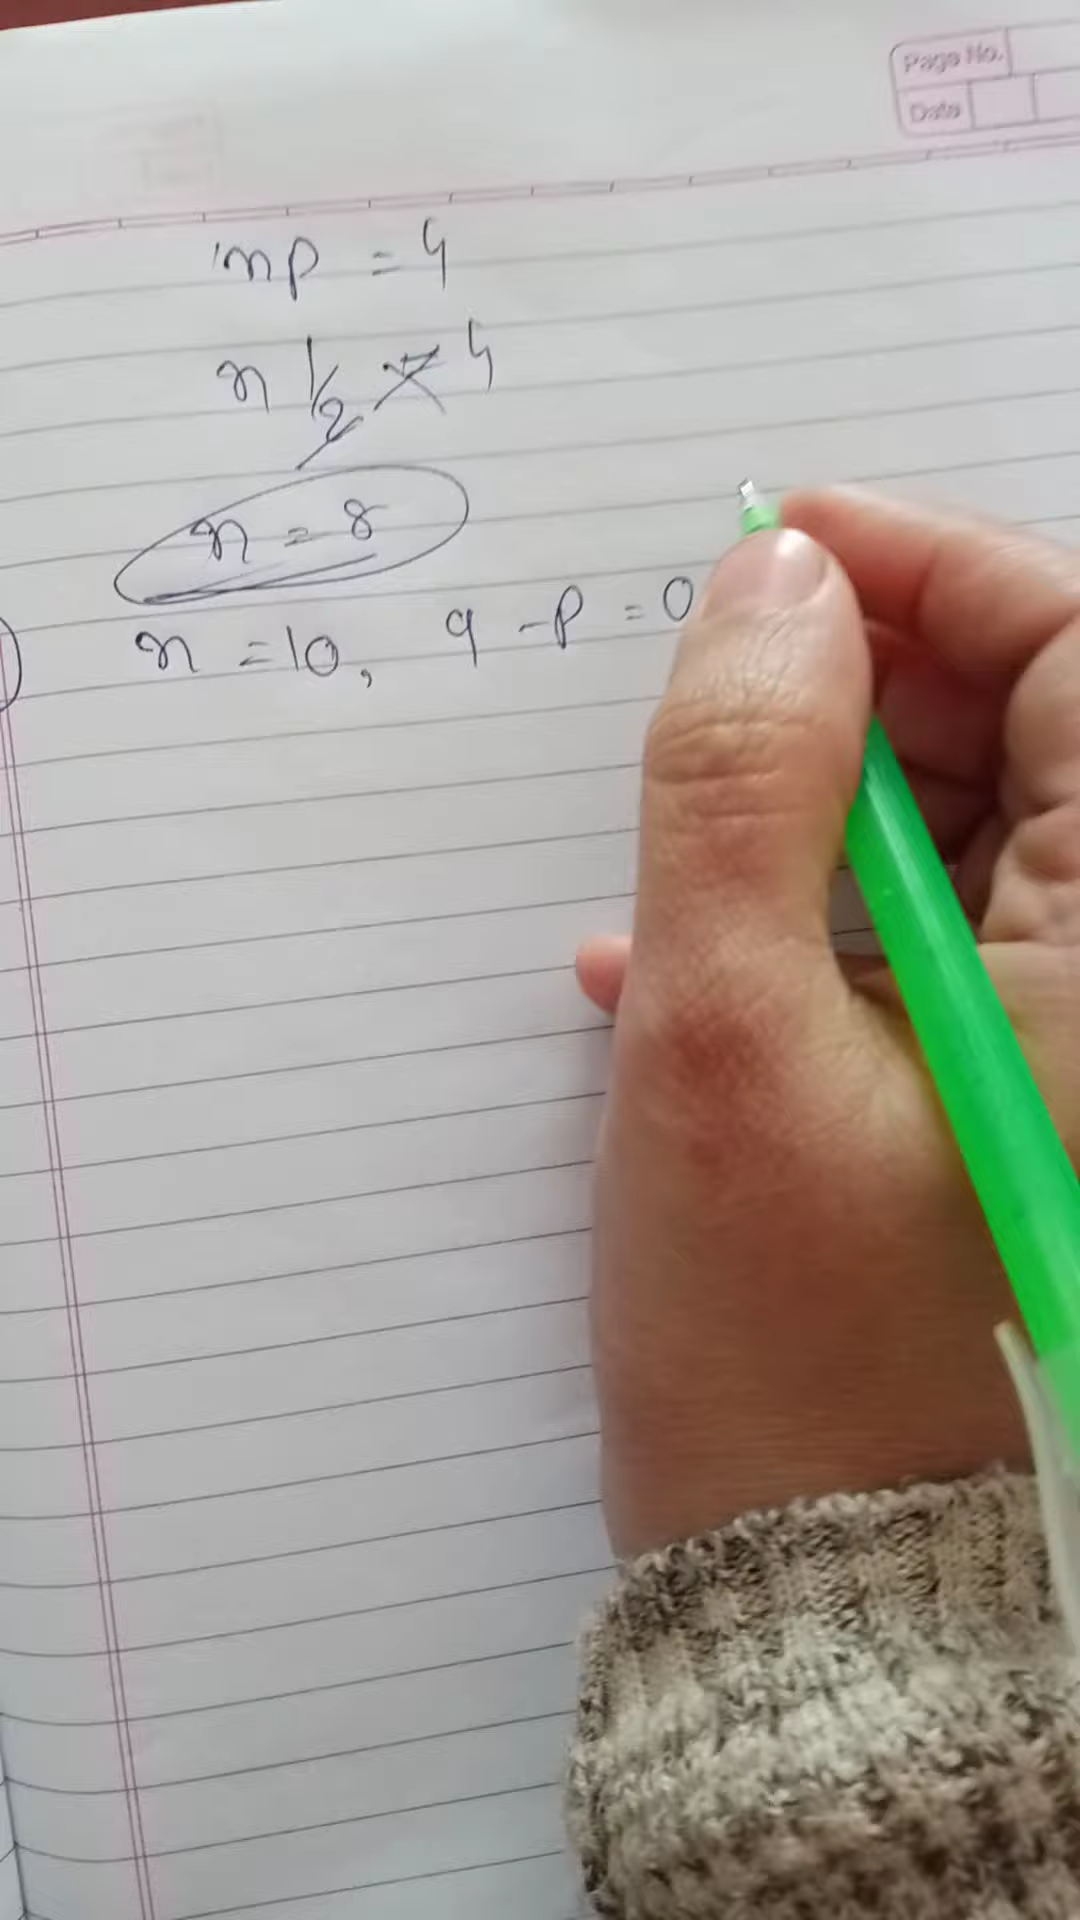 Page No.
Date
np = 4
n 1/2 = 4
n = 8
n = 10, q - p = 0